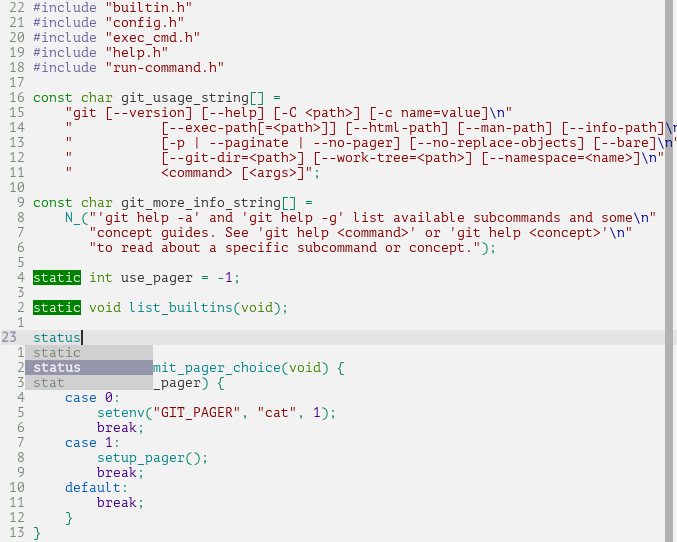 22 #include "builtin.h"
21 #include "config.h"
20 #include "exec_cmd.h"
19 #include "help.h"
18 #include "run-command.h"
17
16 const char git_usage_string[] =
15     "git [--version] [--help] [-C <path>] [-c name=value]\n"
14     "           [--exec-path[=<path>]] [--html-path] [--man-path] [--info-path]\n
13     "           [-p | --paginate | --no-pager] [--no-replace-objects] [--bare]\n"
12     "           [--git-dir=<path>] [--work-tree=<path>] [--namespace=<name>]\n"
11     "           <command> [<args>]";
10
9 const char git_more_info_string[] =
8     N_("'git help -a' and 'git help -g' list available subcommands and some\n"
7        "concept guides. See 'git help <command>' or 'git help <concept>'\n"
6        "to read about a specific subcommand or concept.");
5
4 static int use_pager = -1;
3
2 static void list_builtins(void);
1
23 status
1 static
2 status mit_pager_choice(void) {
3 stat _pager) {
4     case 0:
5         setenv("GIT_PAGER", "cat", 1);
6         break;
7     case 1:
8         setup_pager();
9         break;
10     default:
11         break;
12     }
13 }